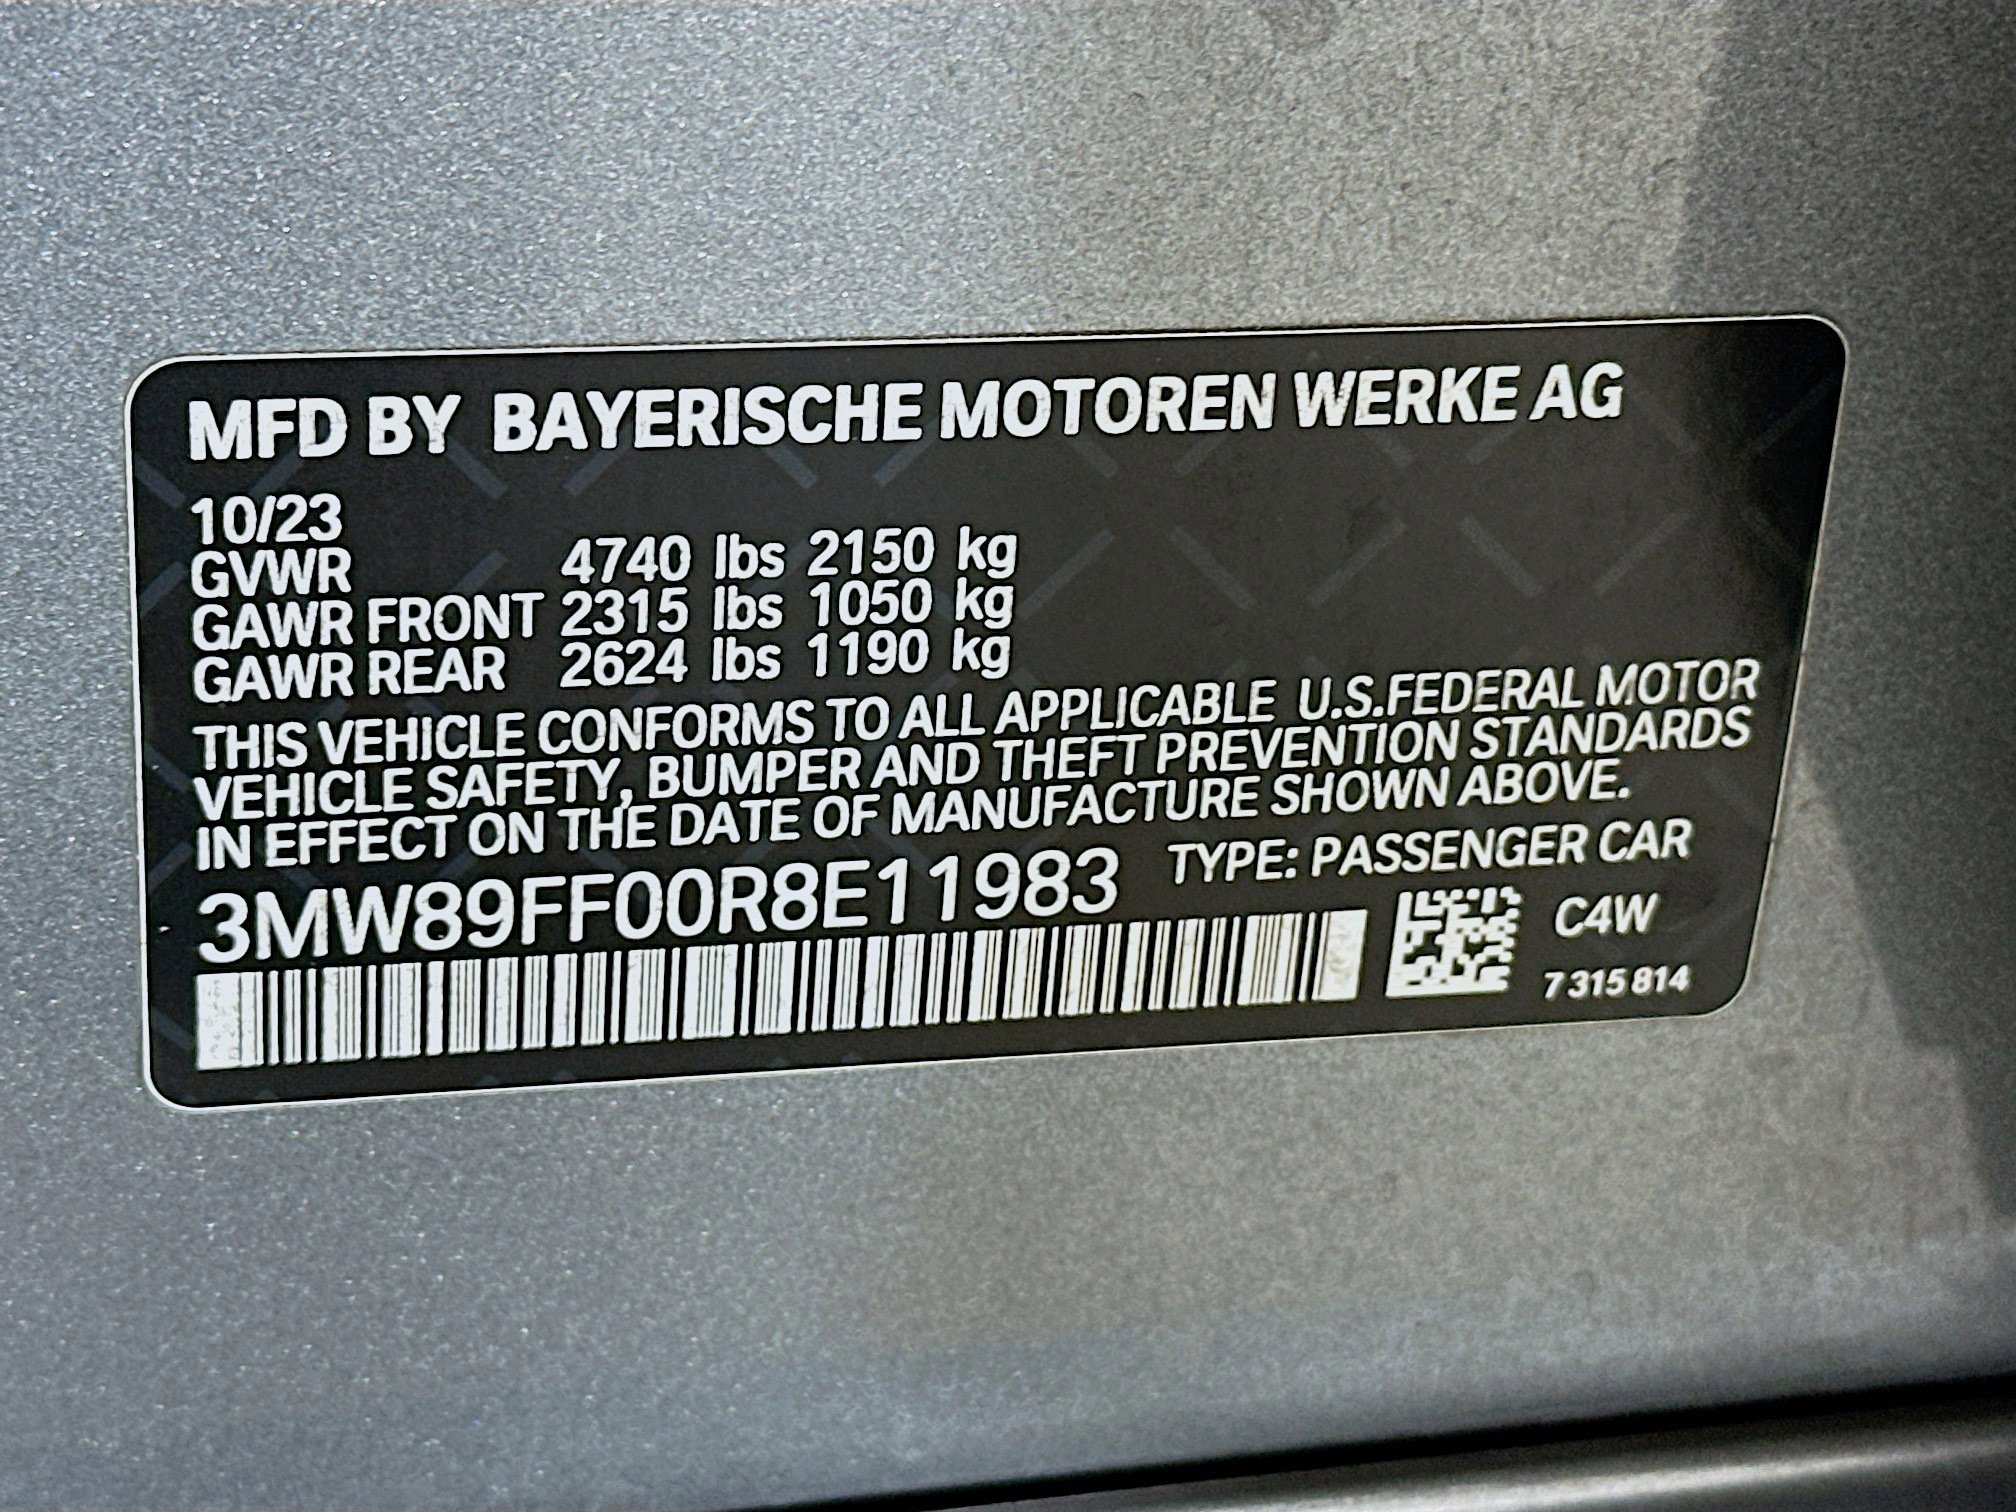 MFD BY BAYERISCHE MOTOREN WERKE AG
10/23
GVWR 4740 lbs 2150 kg
GAWR FRONT 2315 lbs 1050 kg
GAWR REAR 2624 lbs 1190 kg
THIS VEHICLE CONFORMS TO ALL APPLICABLE U.S.FEDERAL MOTOR
VEHICLE SAFETY, BUMPER AND THEFT PREVENTION STANDARDS
IN EFFECT ON THE DATE OF MANUFACTURE SHOWN ABOVE.
3MW89FF00R8E11983 TYPE: PASSENGER CAR
C4W
7 315 814